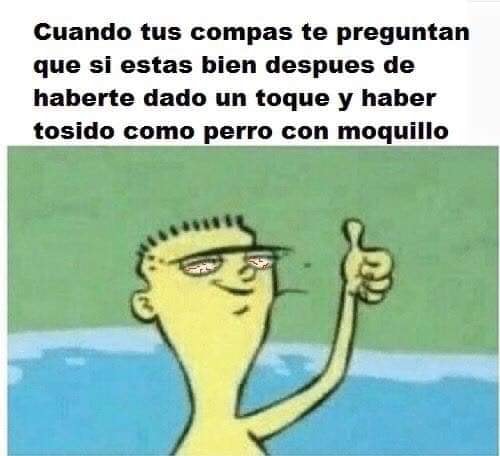 Cuando tus compas te preguntan
que si estas bien despues de
haberte dado un toque y haber
tosido como perro con moquillo